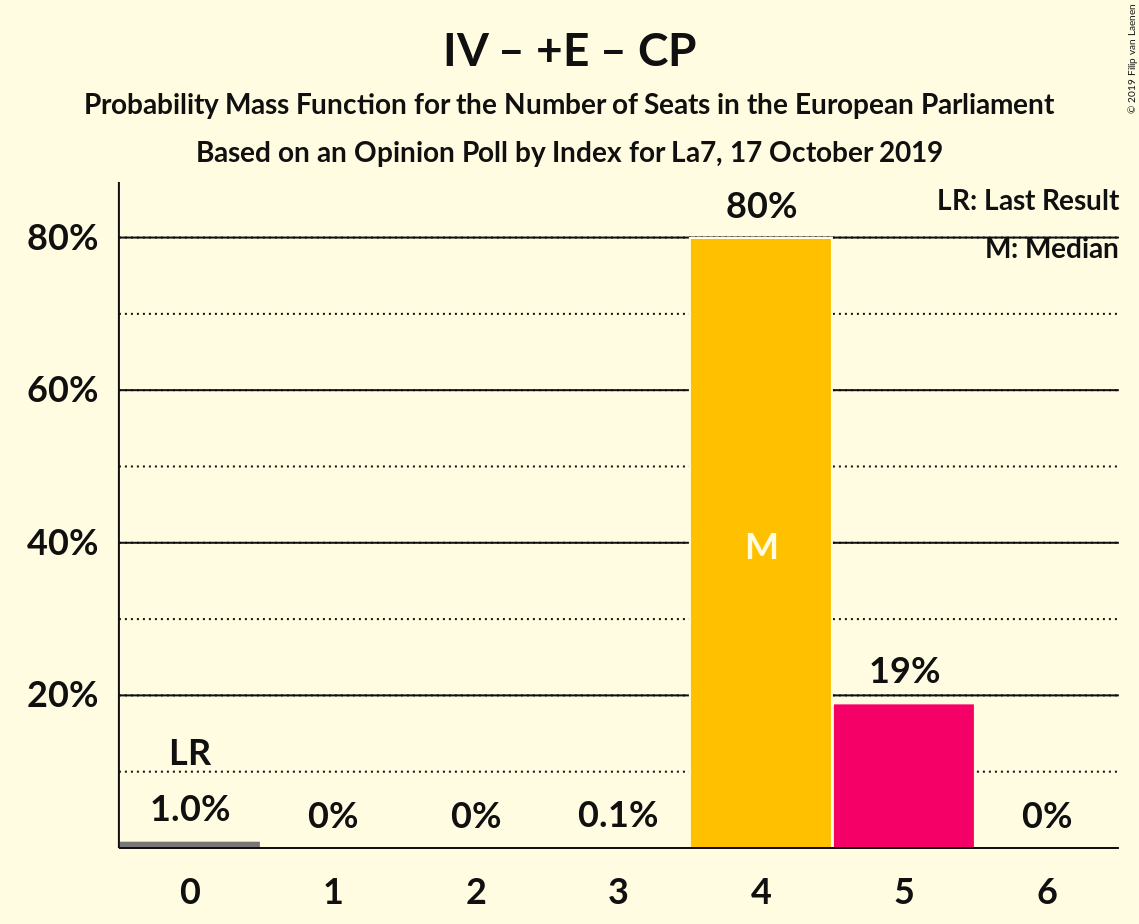 IV – +E – CP
Probability Mass Function for the Number of Seats in the European Parliament
Based on an Opinion Poll by Index for La7, 17 October 2019
© 2019 Filip van Laenen
LR: Last Result
M: Median
80%
60%
40%
20%
LR
1.0%
0%
0%
0.1%
80%
M
19%
0%
0 1 2 3 4 5 6